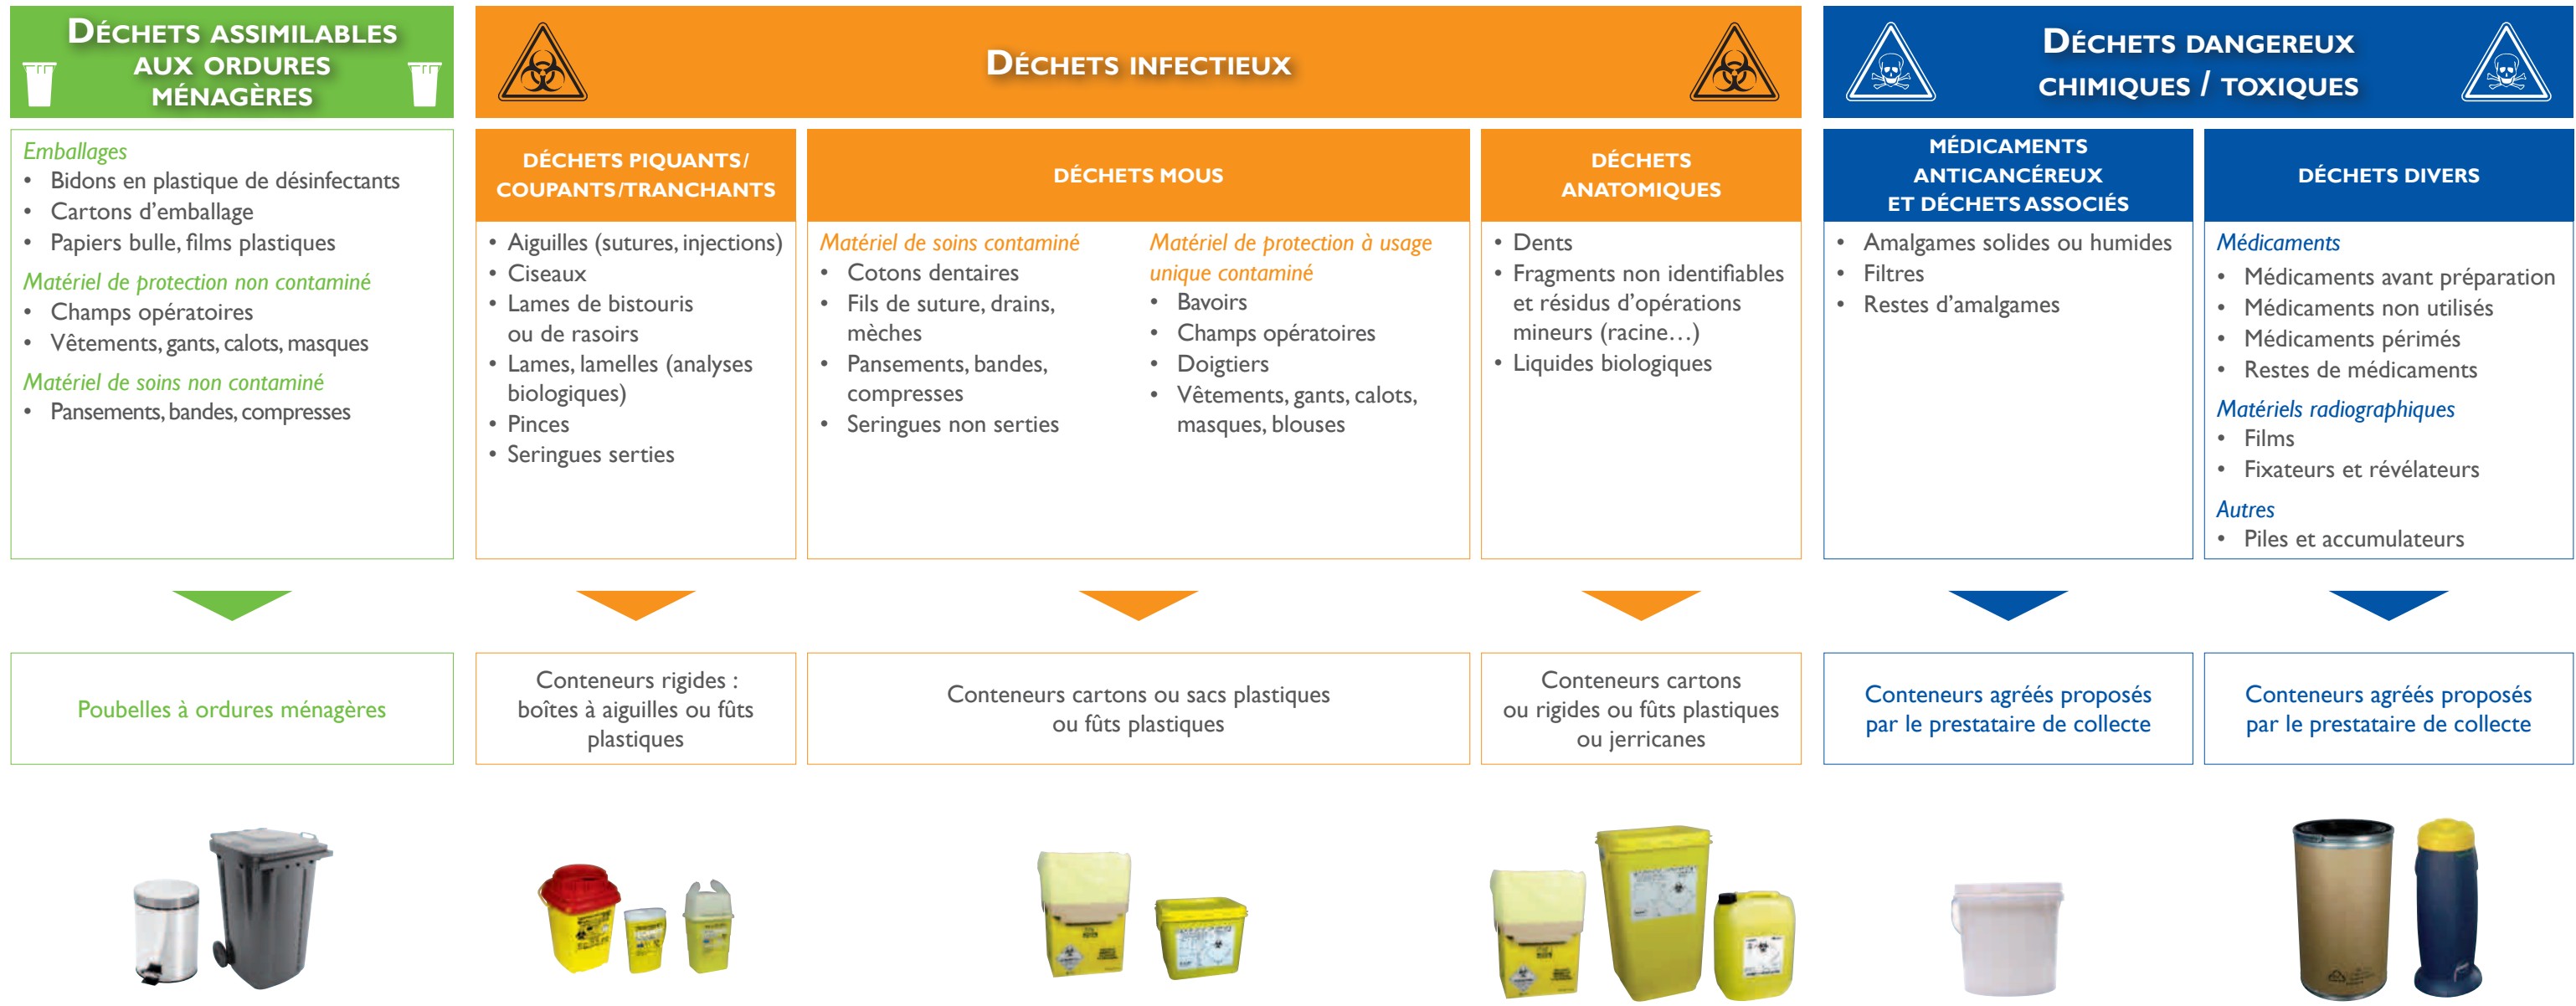 DÉCHETS ASSIMILABLES
AUX ORDURES
MÉNAGÈRES
Emballages
• Bidons en plastique de désinfectants
• Cartons d’emballage
• Papiers bulle, films plastiques
Matériel de protection non contaminé
• Champs opératoires
• Vêtements, gants, calots, masques
Matériel de soins non contaminé
• Pansements, bandes, compresses
Poubelles à ordures ménagères
DÉCHETS INFECTIEUX
DÉCHETS PIQUANTS/
COUPANTS/TRANCHANTS
• Aiguilles (sutures, injections)
• Ciseaux
• Lames de bistouris
ou de rasoirs
• Lames, lamelles (analyses
biologiques)
• Pinces
• Seringues serties
Conteneurs rigides :
boîtes à aiguilles ou fûts
plastiques
DÉCHETS MOUS
Matériel de soins contaminé
• Cotons dentaires
• Fils de suture, drains,
mèches
• Pansements, bandes,
compresses
• Seringues non serties
Matériel de protection à usage
unique contaminé
• Bavoirs
• Champs opératoires
• Doigtiers
• Vêtements, gants, calots,
masques, blouses
Conteneurs cartons ou sacs plastiques
ou fûts plastiques
DÉCHETS
ANATOMIQUES
• Dents
• Fragments non identifiables
et résidus d’opérations
mineurs (racine…)
• Liquides biologiques
Conteneurs cartons
ou rigides ou fûts plastiques
ou jerricanes
DÉCHETS DANGEREUX
CHIMIQUES / TOXIQUES
MÉDICAMENTS
ANTICANCÉREUX
ET DÉCHETS ASSOCIÉS
• Amalgames solides ou humides
• Filtres
• Restes d’amalgames
Conteneurs agréés proposés
par le prestataire de collecte
DÉCHETS DIVERS
Médicaments
• Médicaments avant préparation
• Médicaments non utilisés
• Médicaments périmés
• Restes de médicaments
Matériels radiographiques
• Films
• Fixateurs et révélateurs
Autres
• Piles et accumulateurs
Conteneurs agréés proposés
par le prestataire de collecte